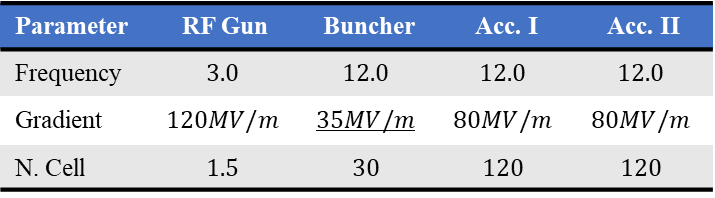 Parameter RF Gun Buncher Acc. I Acc. II
Frequency 3.0 12.0 12.0 12.0
Gradient 120MV/m 35MV/m 80MV/m 80MV/m
N. Cell 1.5 30 120 120